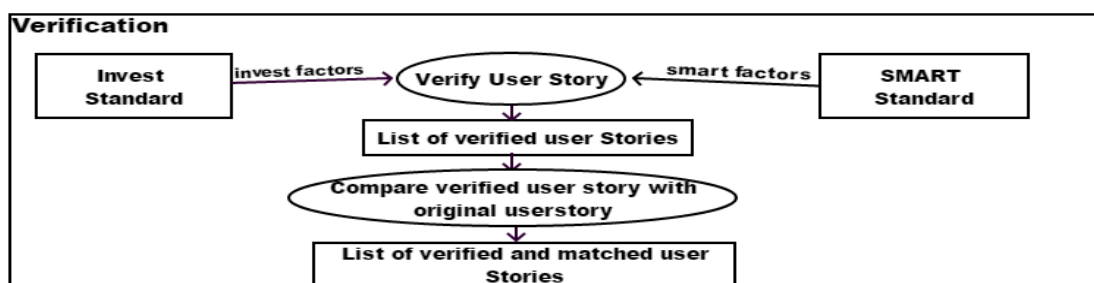 Verification
Invest
Standard
invest factors
Verify User Story
smart factors
SMART
Standard
List of verified user Stories
Compare verified user story with
original userstory
List of verified and matched user
Stories